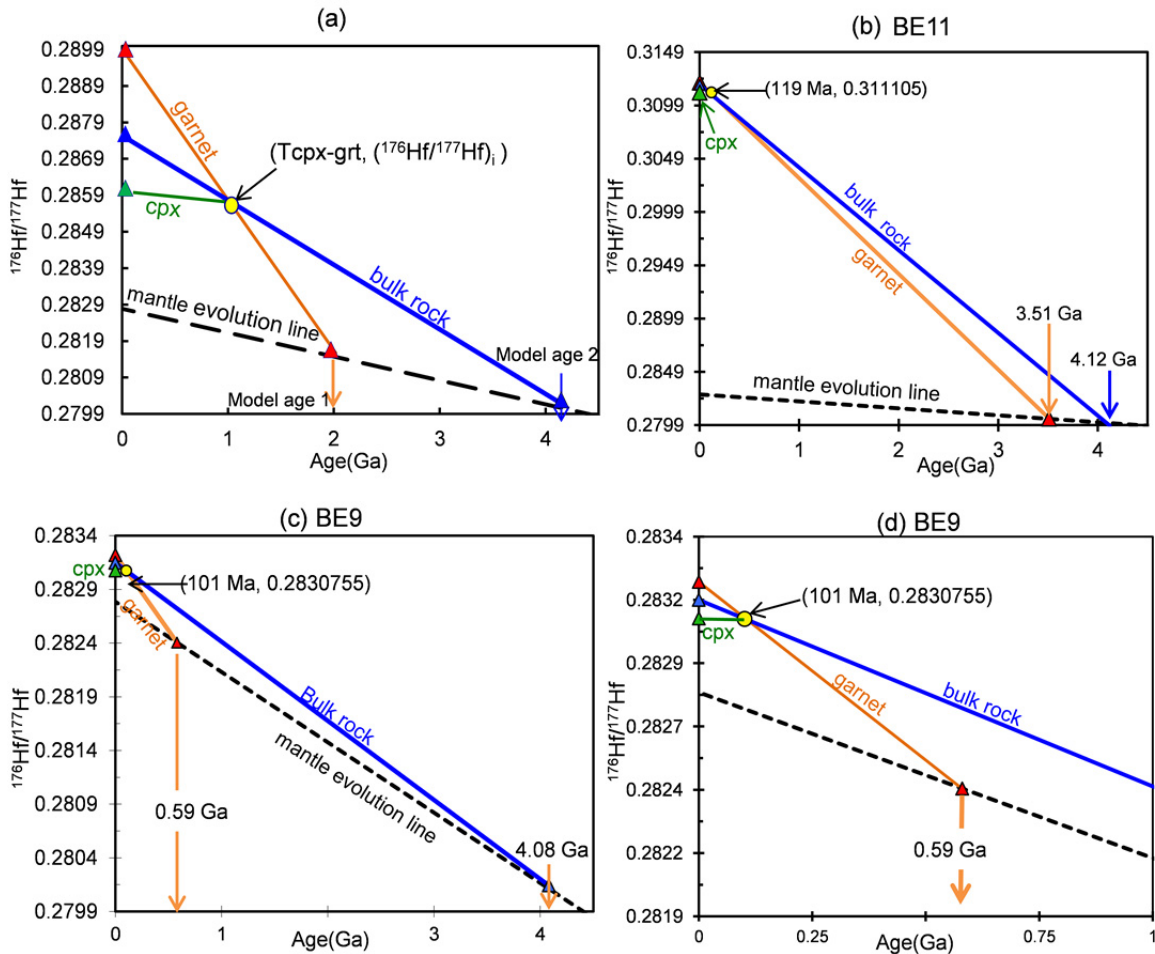 (a)
0.2899
0.2889
0.2879
0.2869
0.2859
0.2849
0.2839
0.2829
0.2819
0.2809
0.2799
176Hf/177Hf
garnet
(Tcpx-grt, (176Hf/177Hf)i )
cpx
bulk rock
mantle evolution line
Model age 1
Model age 2
0 1 2 3 4
Age(Ga)
(b) BE11
0.3149
0.3099
0.3049
0.2999
0.2949
0.2899
0.2849
0.2799
176Hf/177Hf
(119 Ma, 0.311105)
cpx
bulk rock
garnet
3.51 Ga
4.12 Ga
mantle evolution line
0 1 2 3 4
Age(Ga)
(c) BE9
0.2834
0.2829
0.2824
0.2819
0.2814
0.2809
0.2804
0.2799
176Hf/177Hf
cpx
(101 Ma, 0.2830755)
garnet
Bulk rock
mantle evolution line
0.59 Ga
4.08 Ga
0 1 2 3 4
Age(Ga)
(d) BE9
0.2834
0.2832
0.2829
0.2827
0.2824
0.2822
0.2819
176Hf/177Hf
(101 Ma, 0.2830755)
cpx
garnet
bulk rock
0.59 Ga
0 0.25 0.5 0.75 1
Age(Ga)